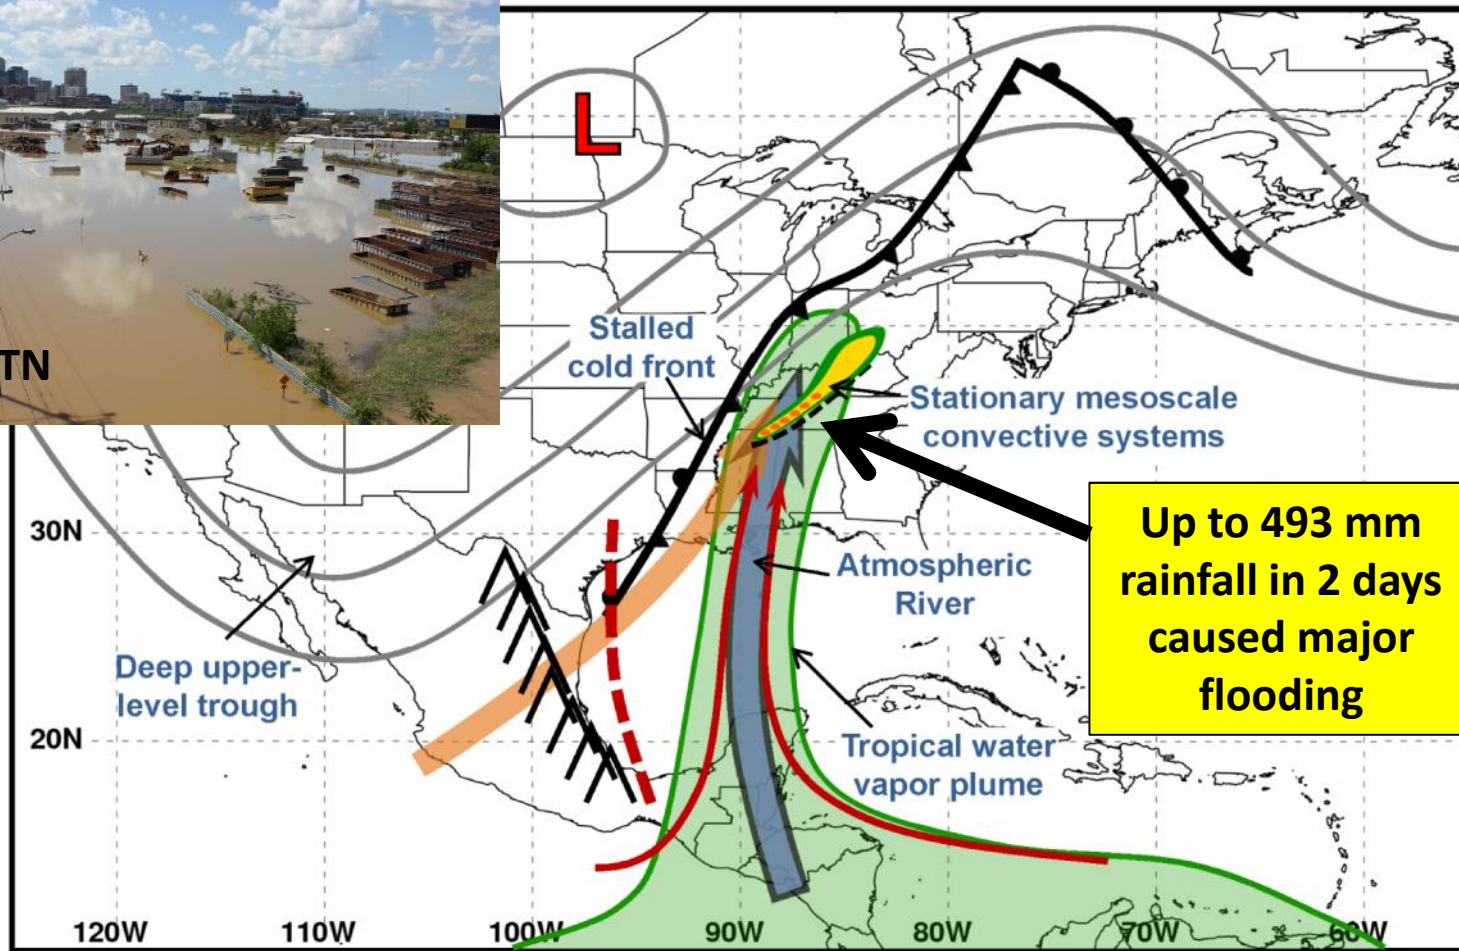 TN
L
Stalled
cold front
Stationary mesoscale
convective systems
Up to 493 mm
rainfall in 2 days
caused major
flooding
30N
Atmospheric
River
Deep upper-
level trough
20N
Tropical water
vapor plume
120W
110W
100W
90W
80W
70W
60W